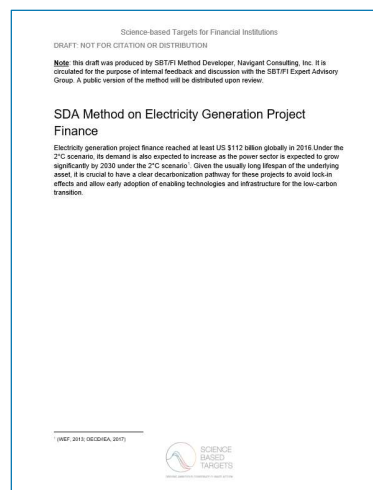 Science-based Targets for Financial Institutions
DRAFT: NOT FOR CITATION OR DISTRIBUTION
Note: this draft was produced by SBT/FI Method Developer, Navigant Consulting, Inc. It is
circulated for the purpose of internal feedback and discussion with the SBT/FI Expert Advisory
Group. A public version of the method will be distributed upon review.
SDA Method on Electricity Generation Project
Finance
Electricity generation project finance reached at least US $112 billion globally in 2016.Under the
2°C scenario, its demand is also expected to increase as the power sector is expected to grow
significantly by 2030 under the 2°C scenario¹. Given the usually long lifespan of the underlying
asset, it is crucial to have a clear decarbonization pathway for these projects to avoid lock-in
effects and allow early adoption of enabling technologies and infrastructure for the low-carbon
transition.
¹ (WEF, 2013; OECD/IEA, 2017)
SCIENCE
BASED
TARGETS